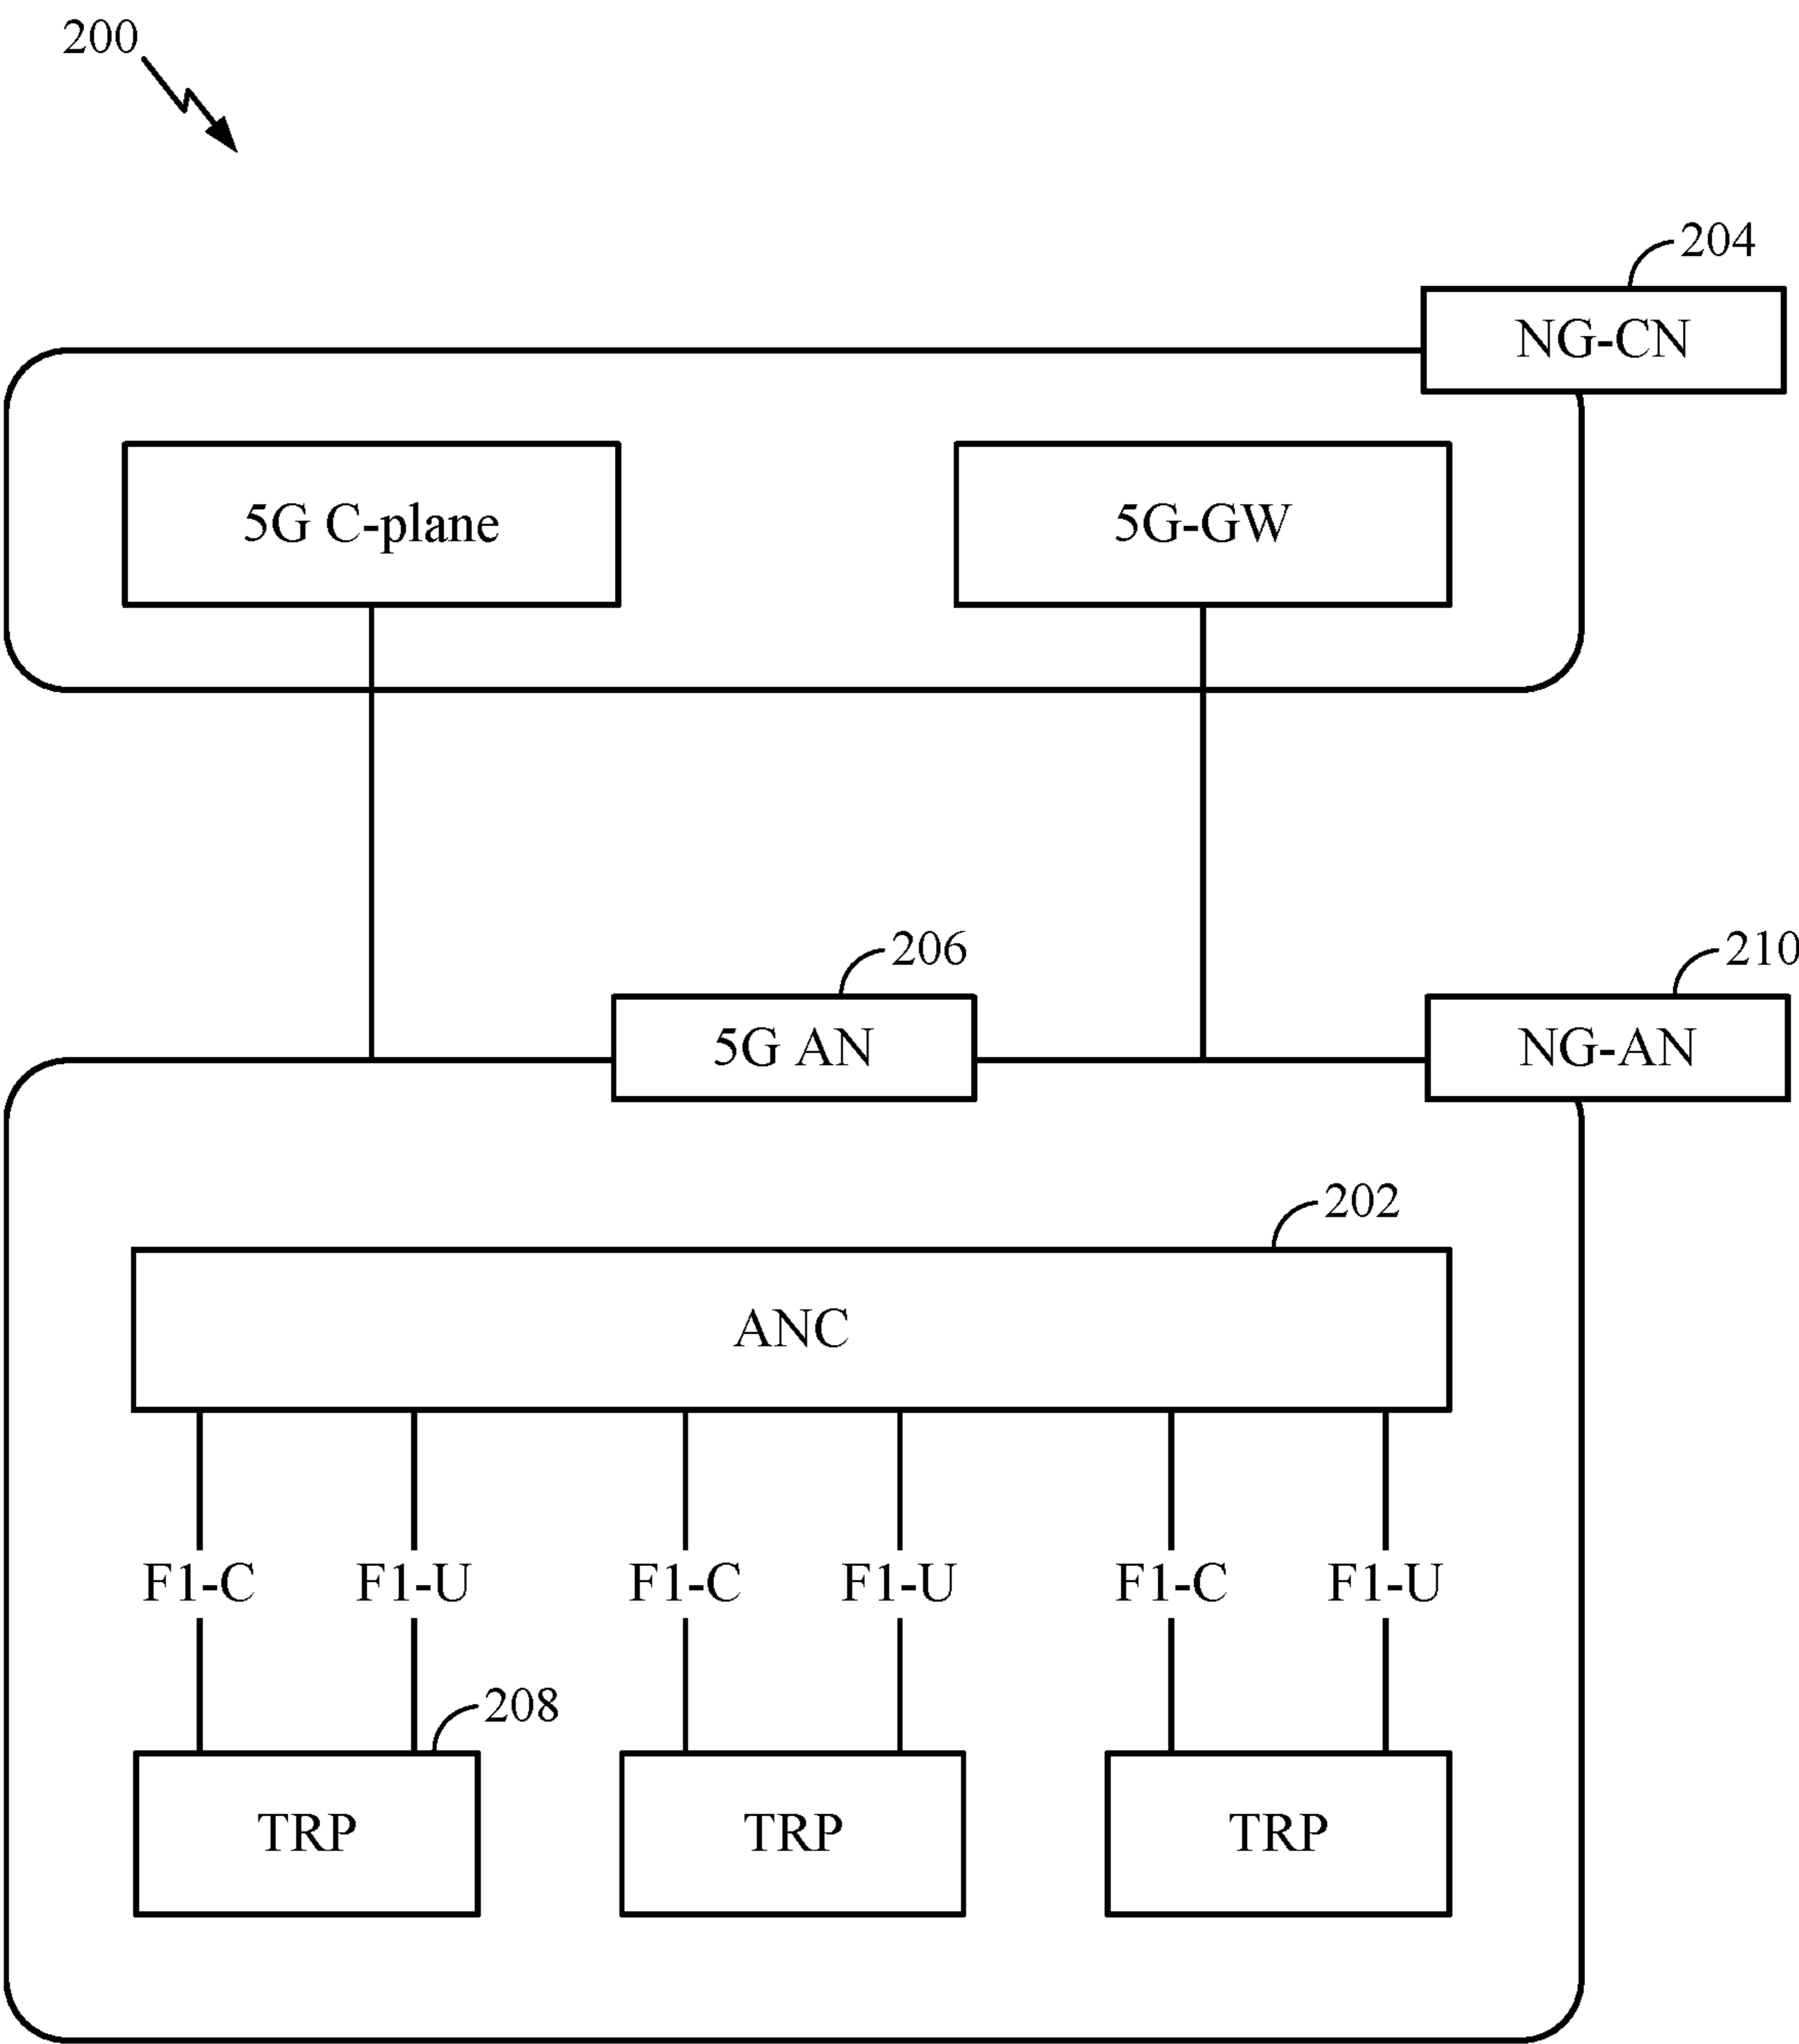 200
204
NG-CN
5G C-plane
5G-GW
206
210
5G AN
NG-AN
202
ANC
F1-C
F1-U
F1-C
F1-U
F1-C
F1-U
208
TRP
TRP
TRP